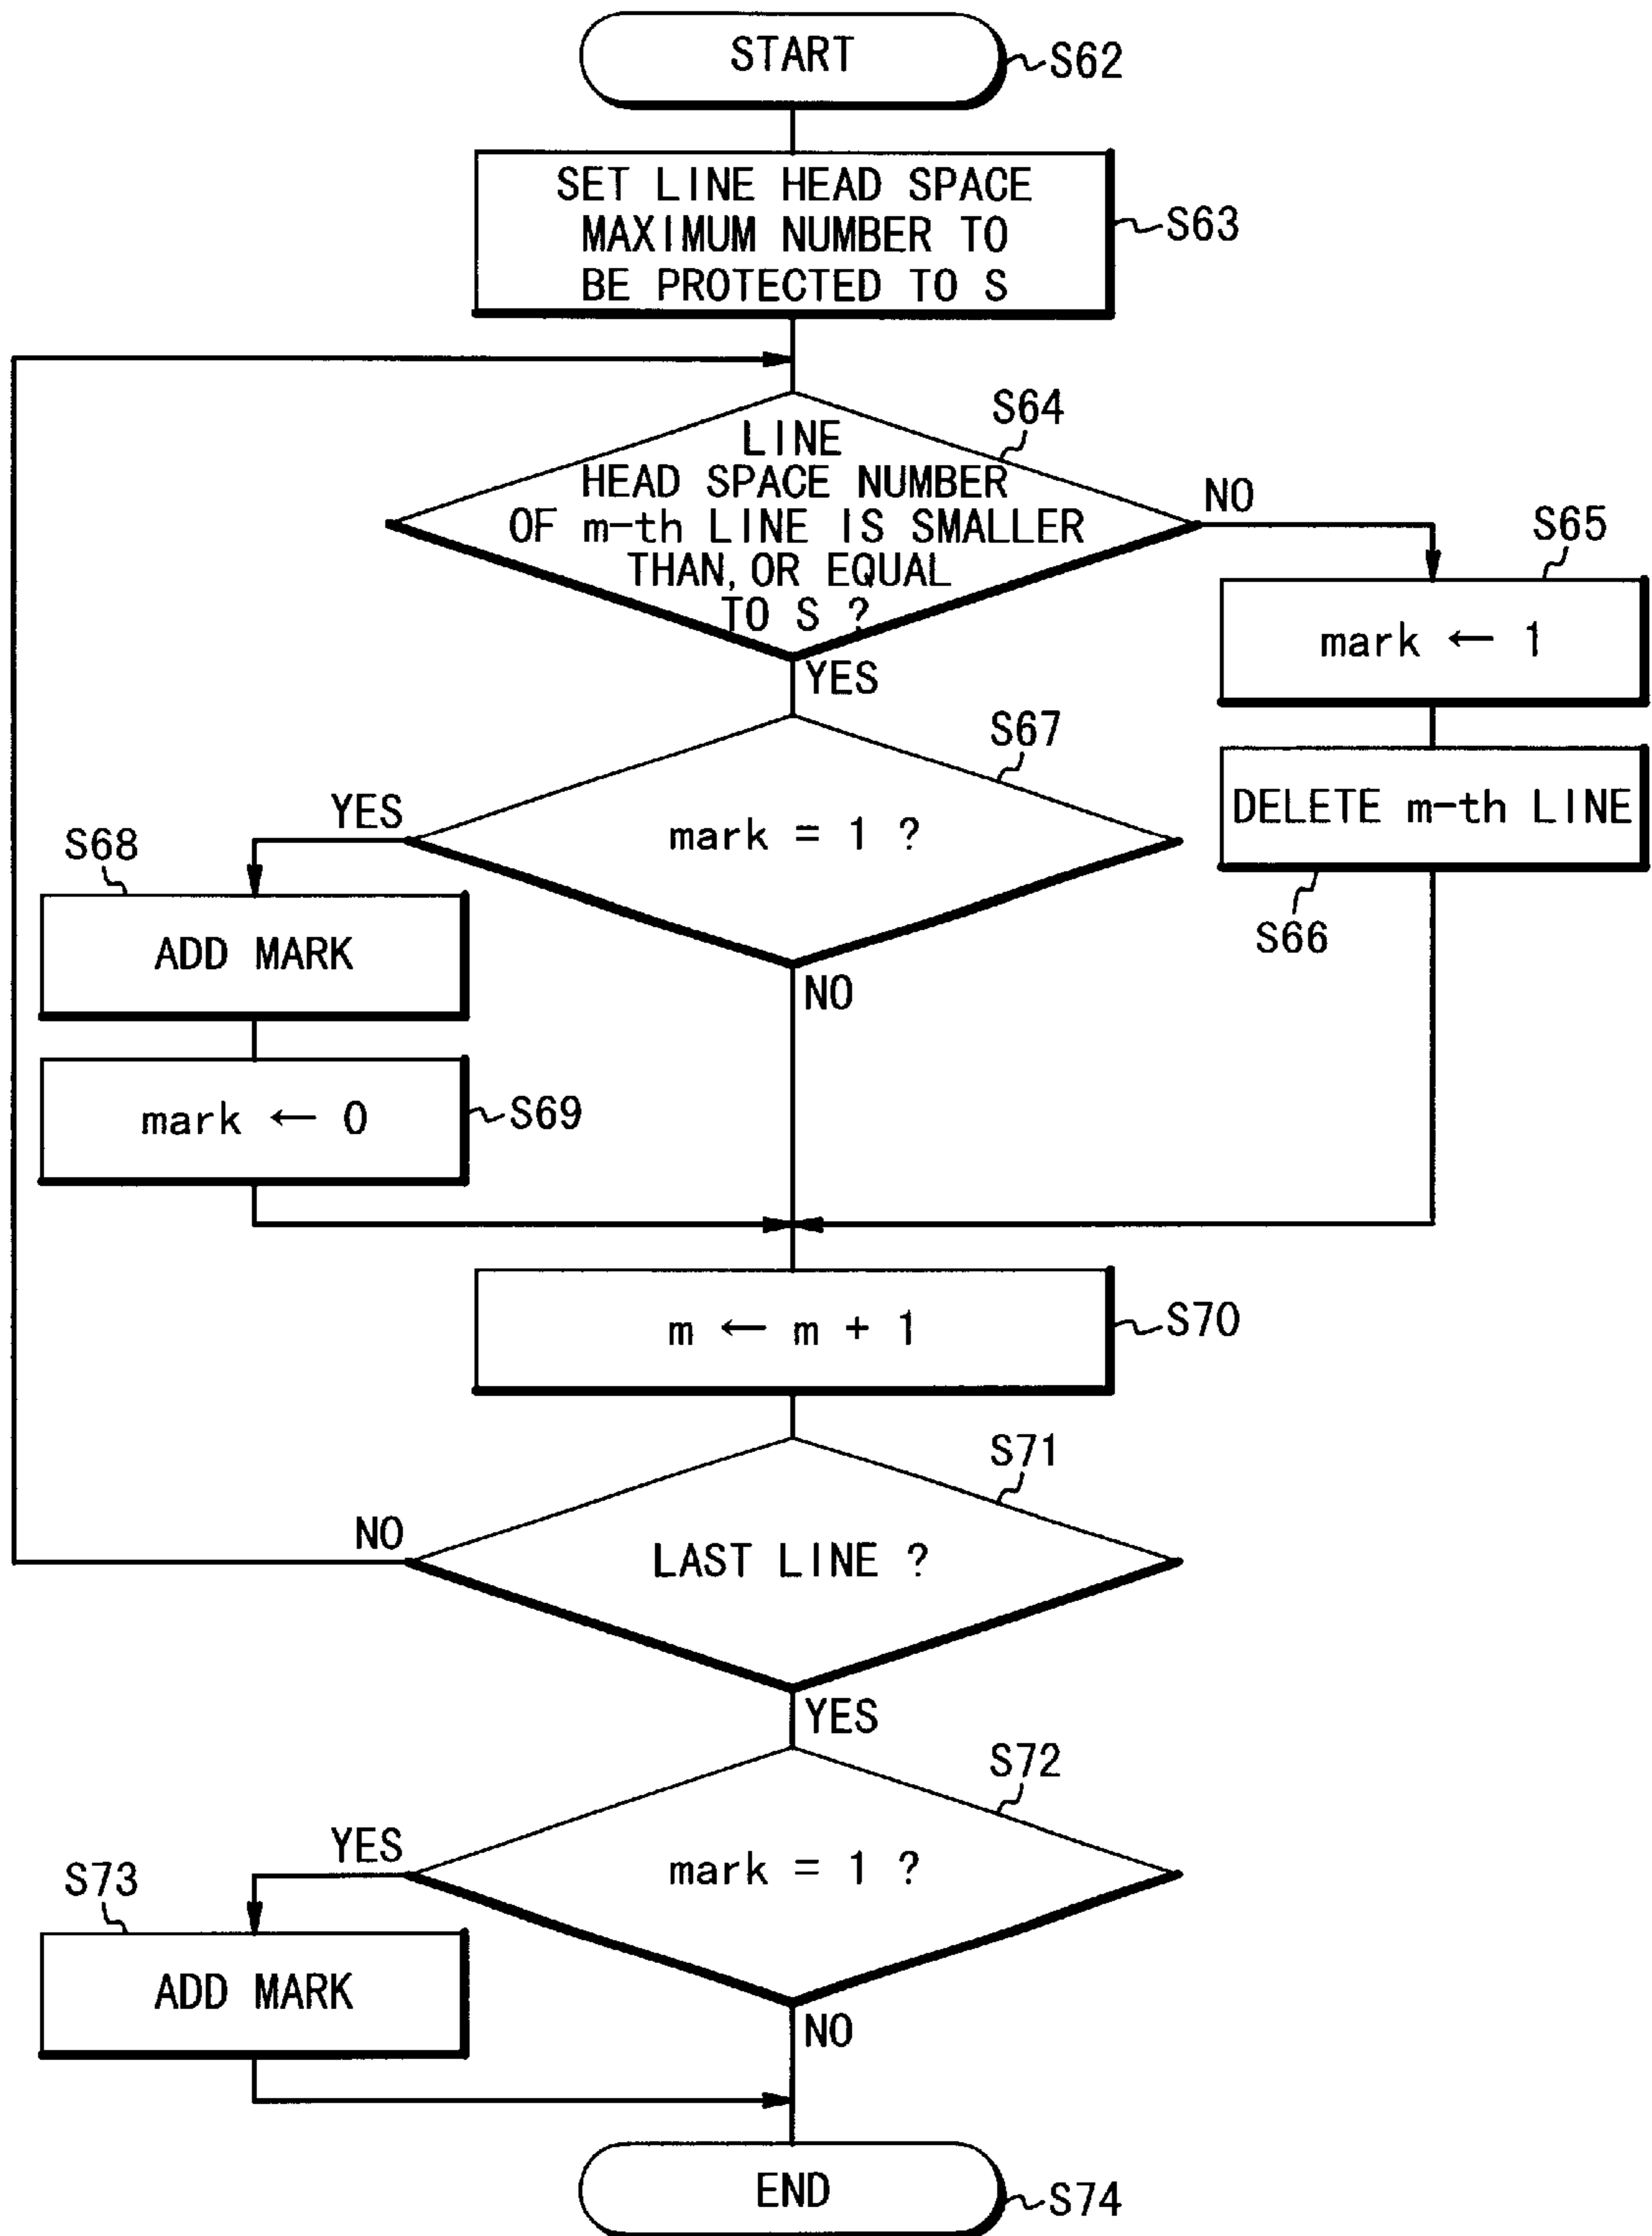 START
S62
SET LINE HEAD SPACE
MAXIMUM NUMBER TO
BE PROTECTED TO S
S63
S64
LINE
HEAD SPACE NUMBER
OF m-th LINE IS SMALLER
THAN, OR EQUAL
TO S ?
NO
YES
S65
mark ← 1
DELETE m-th LINE
S66
S67
mark = 1 ?
YES
NO
S68
ADD MARK
mark ← 0
S69
m ← m + 1
S70
S71
LAST LINE ?
NO
YES
S72
mark = 1 ?
YES
NO
S73
ADD MARK
END
S74